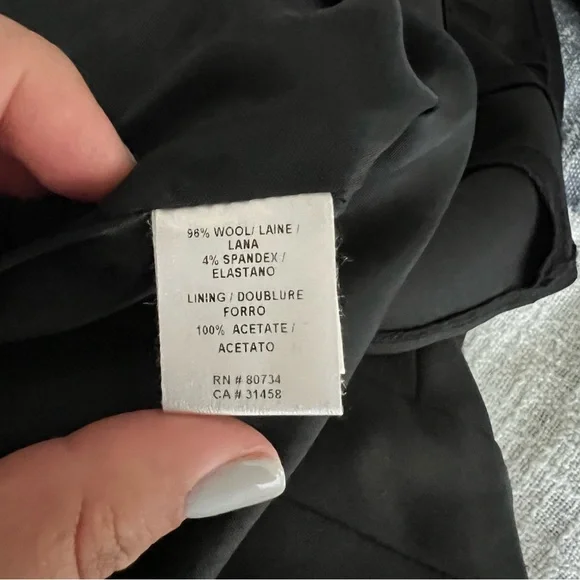 96% WOOL/ LAINE /
LANA
4% SPANDEX /
ELASTANO
LINING / DOUBLURE
FORRO
100% ACETATE /
ACETATO
RN # 80734
CA # 31458